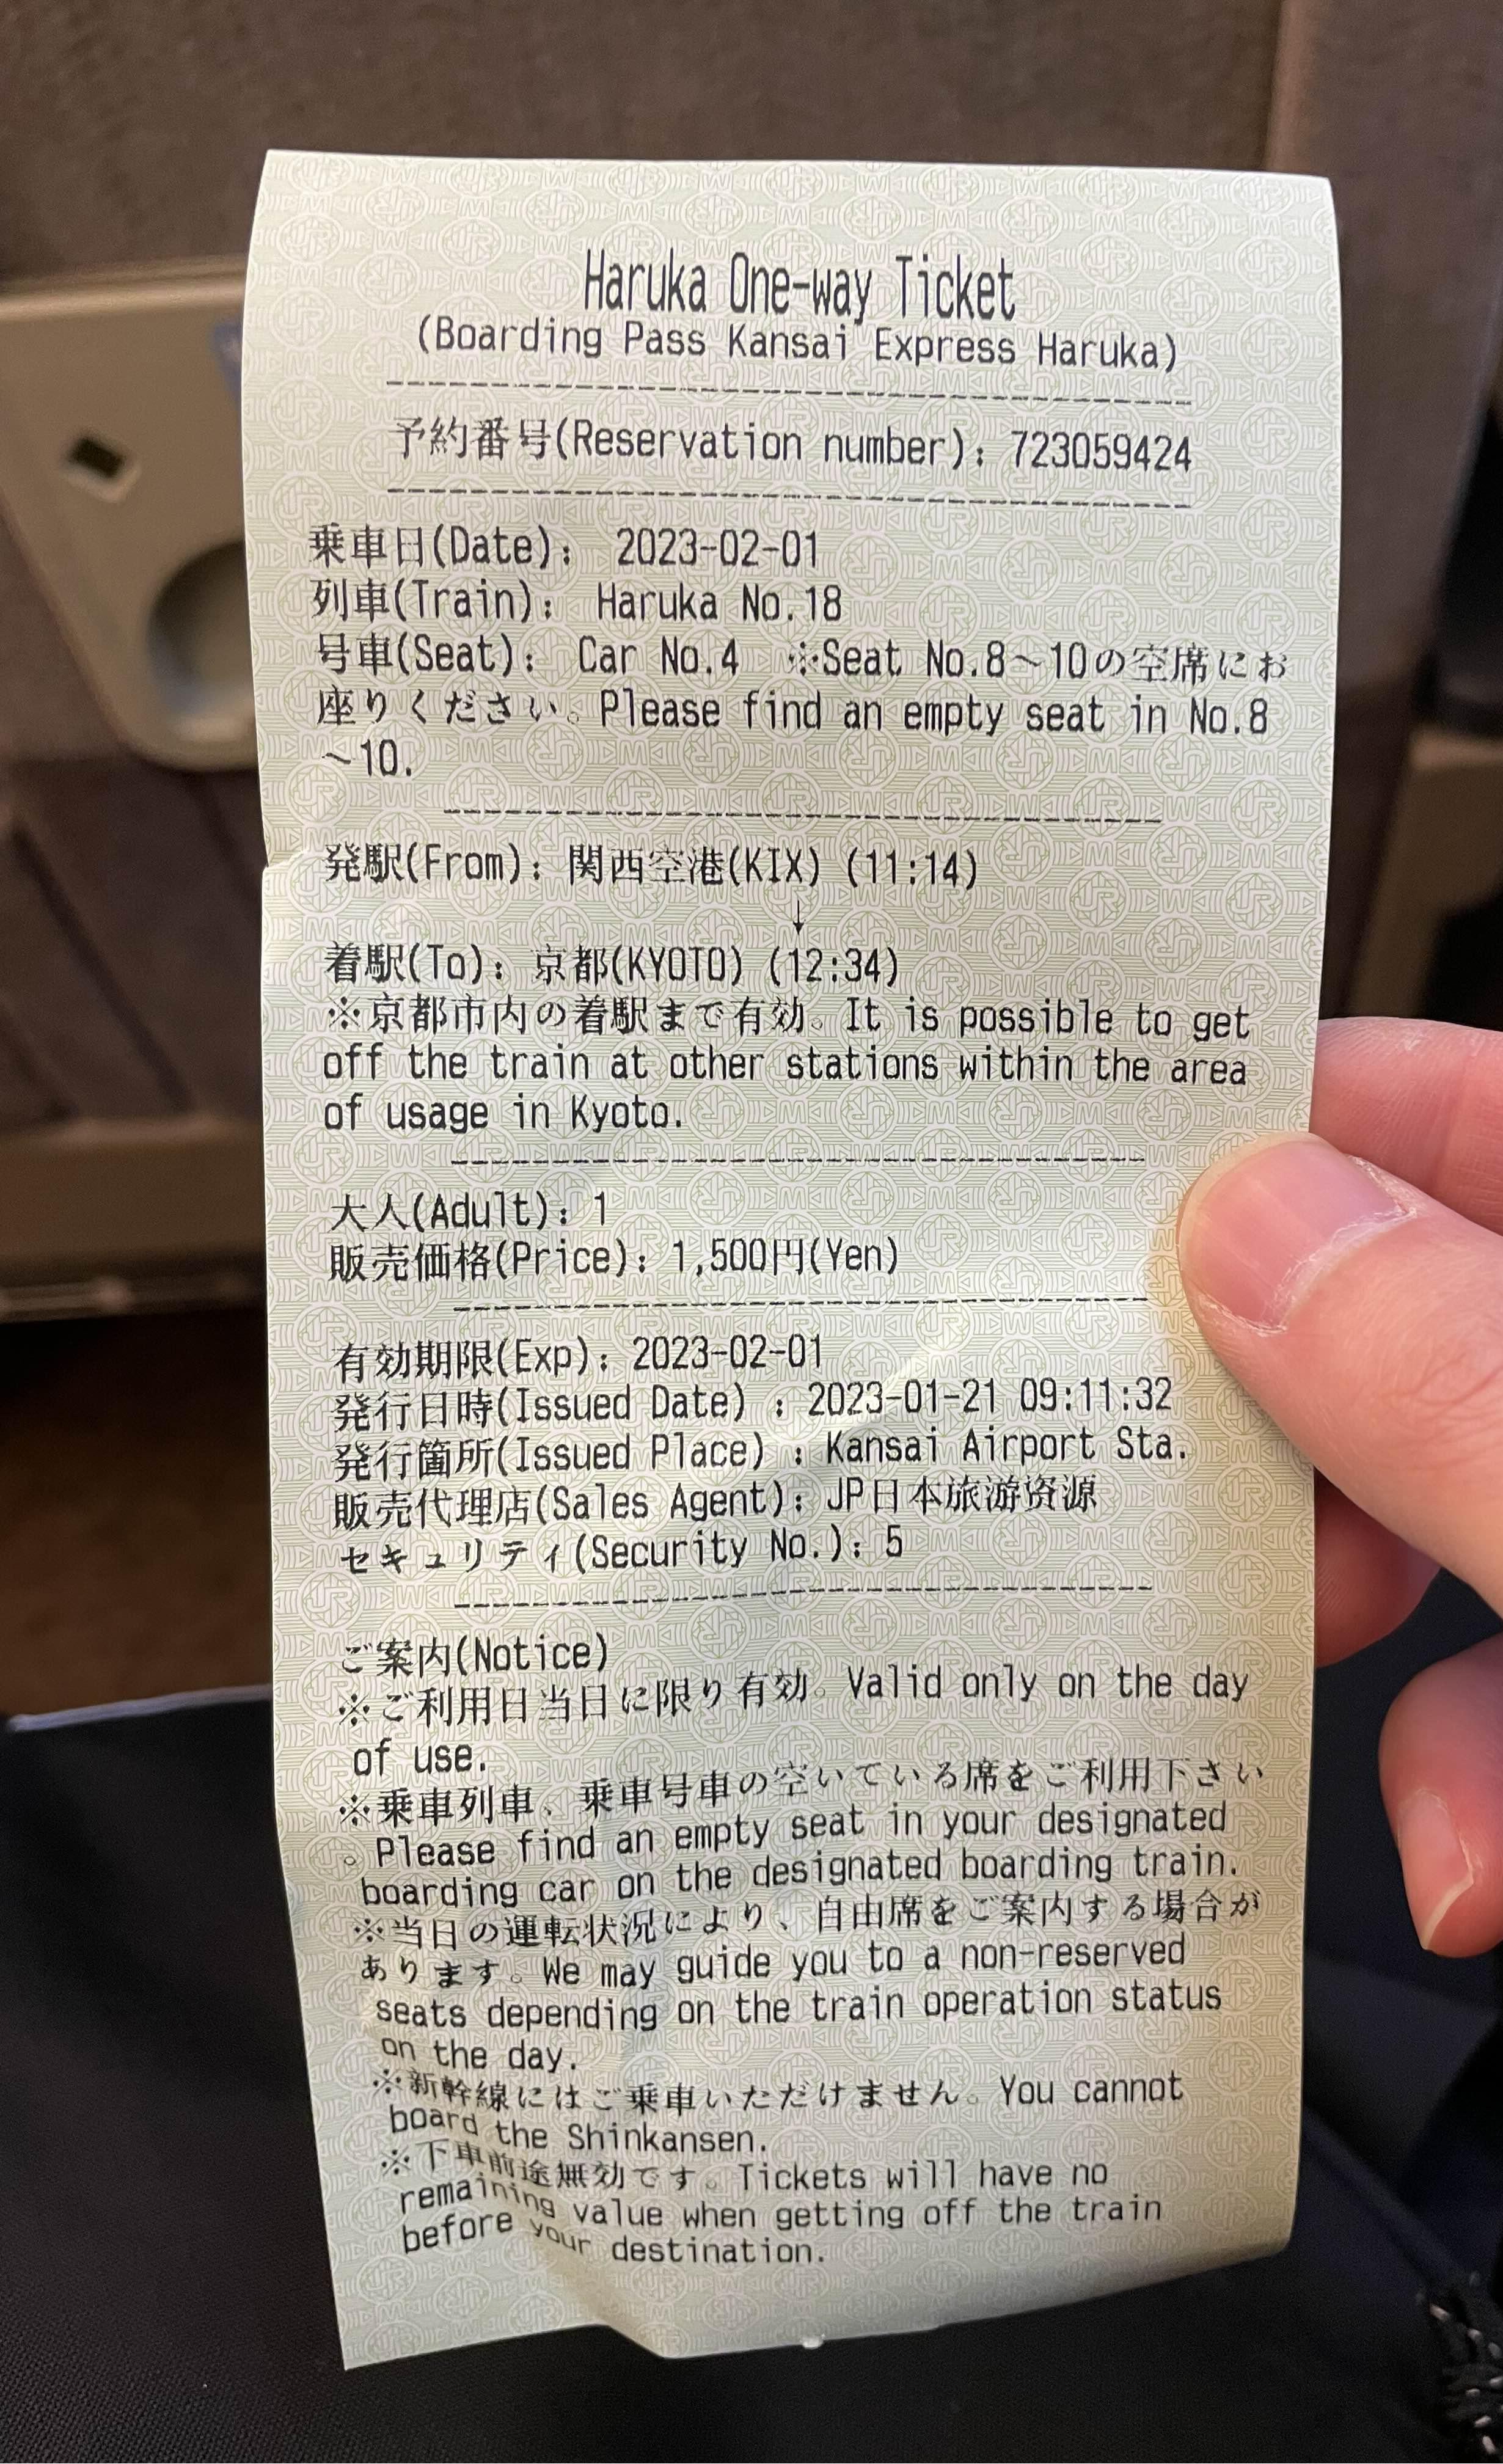 Haruka One-way Ticket
(Boarding Pass Kansai Express Haruka)
予約番号(Reservation number): 723059424
乗車日(Date): 2023-02-01
列車(Train): Haruka No.18
号車(Seat): Car No.4 ※Seat No.8~10の空席にお
座りください。Please find an empty seat in No.8
~10.
発駅(From): 関西空港(KIX) (11:14)
↓
着駅(To): 京都(KYOTO) (12:34)
※京都市内の着駅まで有効。It is possible to get
off the train at other stations within the area
of usage in Kyoto.
大人(Adult): 1
販売価格(Price): 1,500円(Yen)
有効期限(Exp): 2023-02-01
発行日時(Issued Date) : 2023-01-21 09:11:32
発行箇所(Issued Place) : Kansai Airport Sta.
販売代理店(Sales Agent): JP日本旅游资源
セキュリティ(Security No.): 5
ご案内(Notice)
※ご利用日当日に限り有効。Valid only on the day
of use.
※乗車列車、乗車号車の空いている席をご利用下さい
。Please find an empty seat in your designated
boarding car on the designated boarding train.
※当日の運転状況により、自由席をご案内する場合が
あります。We may guide you to a non-reserved
seats depending on the train operation status
on the day.
※新幹線にはご乗車いただけません。You cannot
board the Shinkansen.
※下車前途無効です。Tickets will have no
remaining value when getting off the train
before your destination.